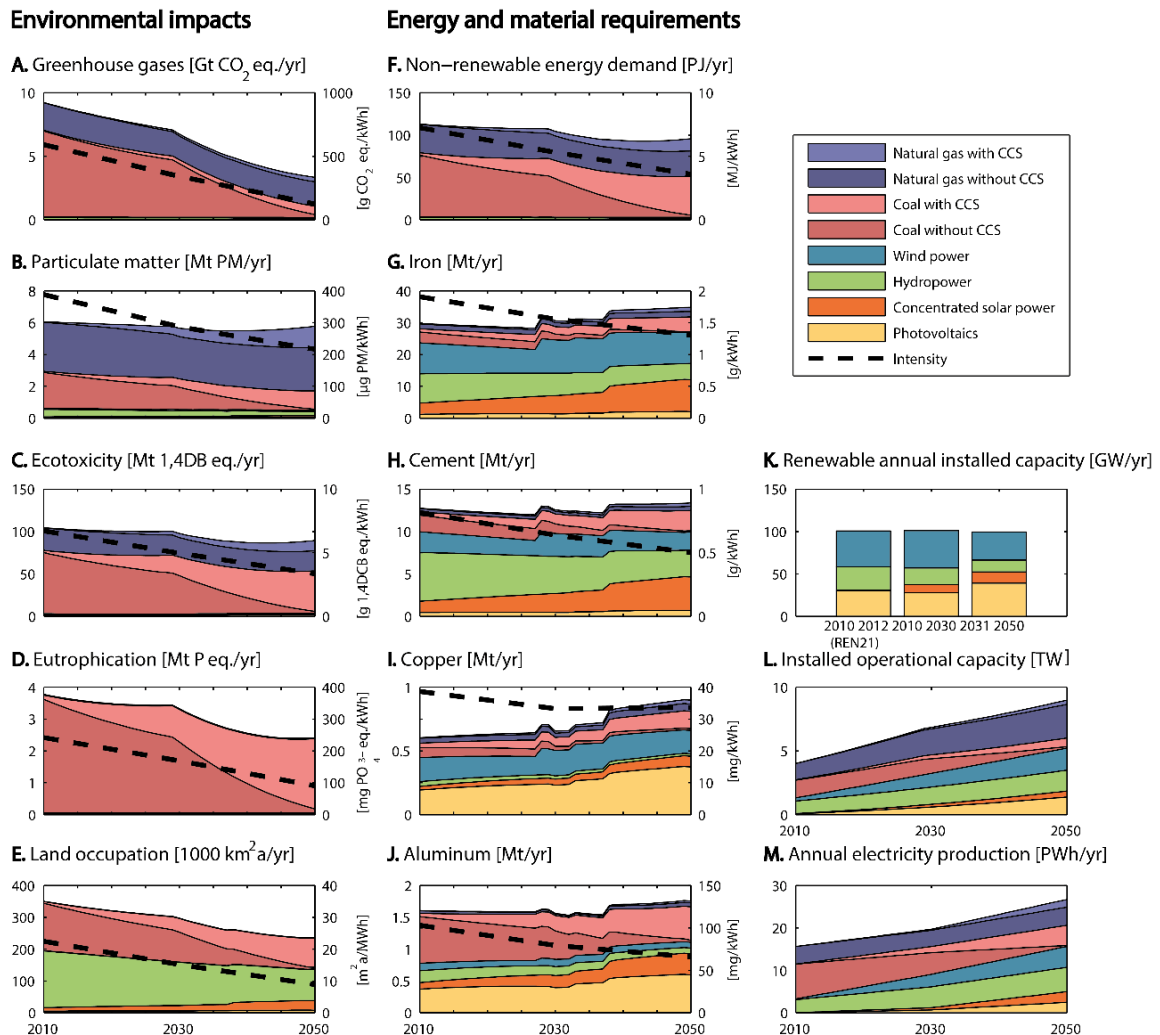 Environmental impacts
Energy and material requirements
A. Greenhouse gases [Gt CO2 eq./yr]
10
5
0
1000
500
0
[g CO2 eq./kWh]
F. Non−renewable energy demand [PJ/yr]
150
100
50
0
10
5
0
[MJ/kWh]
Natural gas with CCS
Natural gas without CCS
Coal with CCS
Coal without CCS
Wind power
Hydropower
Concentrated solar power
Photovoltaics
Intensity
B. Particulate matter [Mt PM/yr]
8
6
4
2
0
400
300
200
100
0
[µg PM/kWh]
G. Iron [Mt/yr]
40
30
20
10
0
2
1.5
1
0.5
0
[g/kWh]
C. Ecotoxicity [Mt 1,4DB eq./yr]
150
100
50
0
10
5
0
[g 1,4DCB eq./kWh]
H. Cement [Mt/yr]
15
10
5
0
1
0.5
0
[g/kWh]
K. Renewable annual installed capacity [GW/yr]
150
100
50
0
2010 2012 2010 2030 2031 2050
(REN21)
D. Eutrophication [Mt P eq./yr]
4
3
2
1
0
400
300
200
100
0
[mg PO4 3− eq./kWh]
I. Copper [Mt/yr]
1
0.5
0
40
30
20
10
0
[mg/kWh]
L. Installed operational capacity [TW]
10
5
0
2010 2030 2050
E. Land occupation [1000 km2a/yr]
400
300
200
100
0
40
30
20
10
0
[m2a/MWh]
2010 2030 2050
J. Aluminum [Mt/yr]
2
1.5
1
0.5
0
150
100
50
0
[mg/kWh]
2010 2030 2050
M. Annual electricity production [PWh/yr]
30
20
10
0
2010 2030 2050